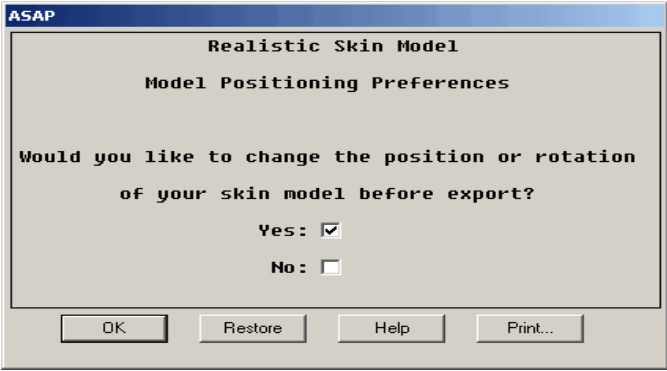 ASAP
Realistic Skin Model
Model Positioning Preferences
Would you like to change the position or rotation
of your skin model before export?
Yes:
No:
OK Restore Help Print...